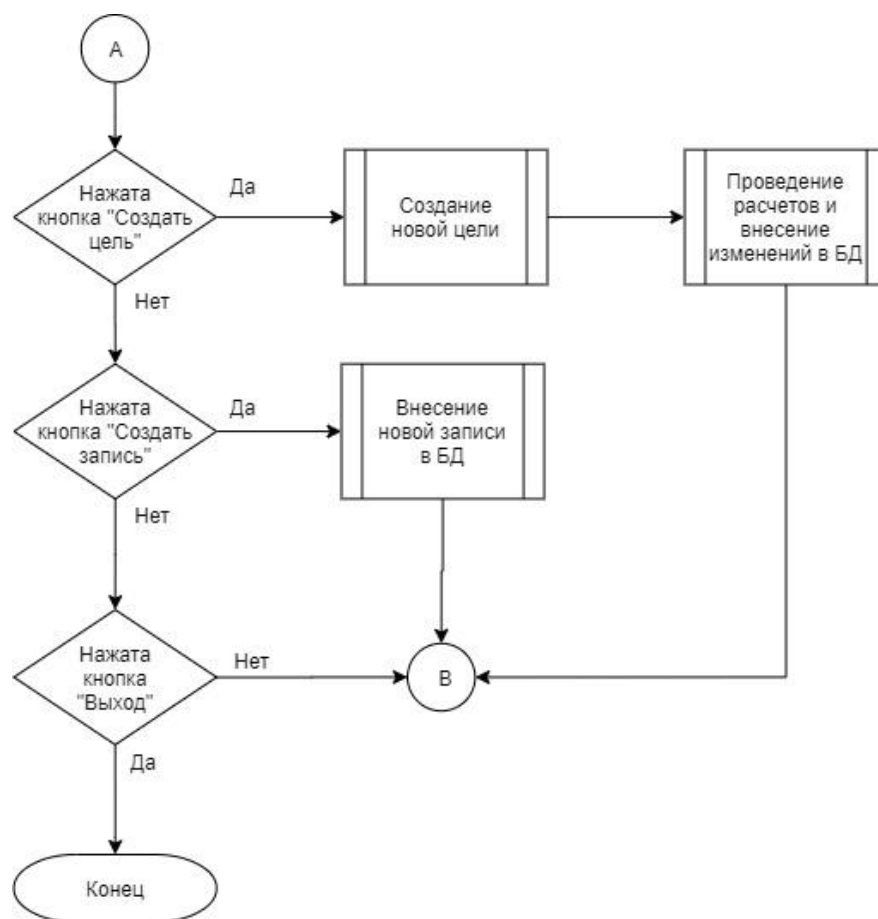 A
Нажата
кнопка "Создать
цель"
Да
Создание
новой цели
Проведение
расчетов и
внесение
изменений в БД
Нет
Нажата
кнопка "Создать
запись"
Да
Внесение
новой записи
в БД
Нет
Нажата
кнопка
"Выход"
Нет
B
Да
Конец